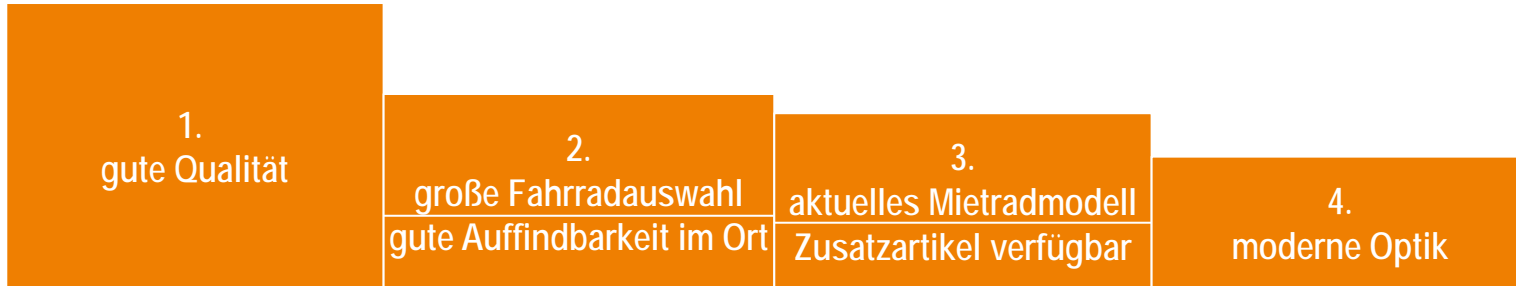 1.
gute Qualität
2.
große Fahrradauswahl
gute Auffindbarkeit im Ort
3.
aktuelles Mietradmodell
Zusatzartikel verfügbar
4.
moderne Optik